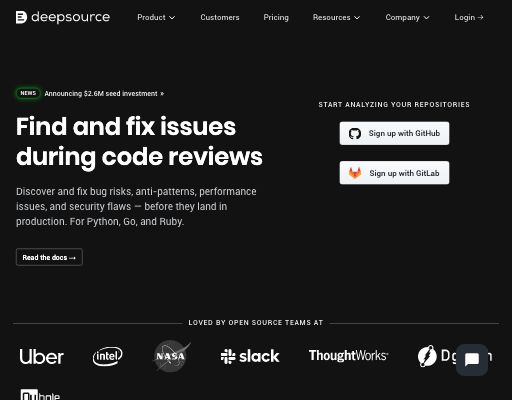 deepsource
Product
Customers
Pricing
Resources
Company
Login →
NEWS Announcing $2.6M seed investment »
Find and fix issues
during code reviews
Discover and fix bug risks, anti-patterns, performance
issues, and security flaws — before they land in
production. For Python, Go, and Ruby.
Read the docs →
START ANALYZING YOUR REPOSITORIES
Sign up with GitHub
Sign up with GitLab
LOVED BY OPEN SOURCE TEAMS AT
Uber
intel
NASA
slack
ThoughtWorks